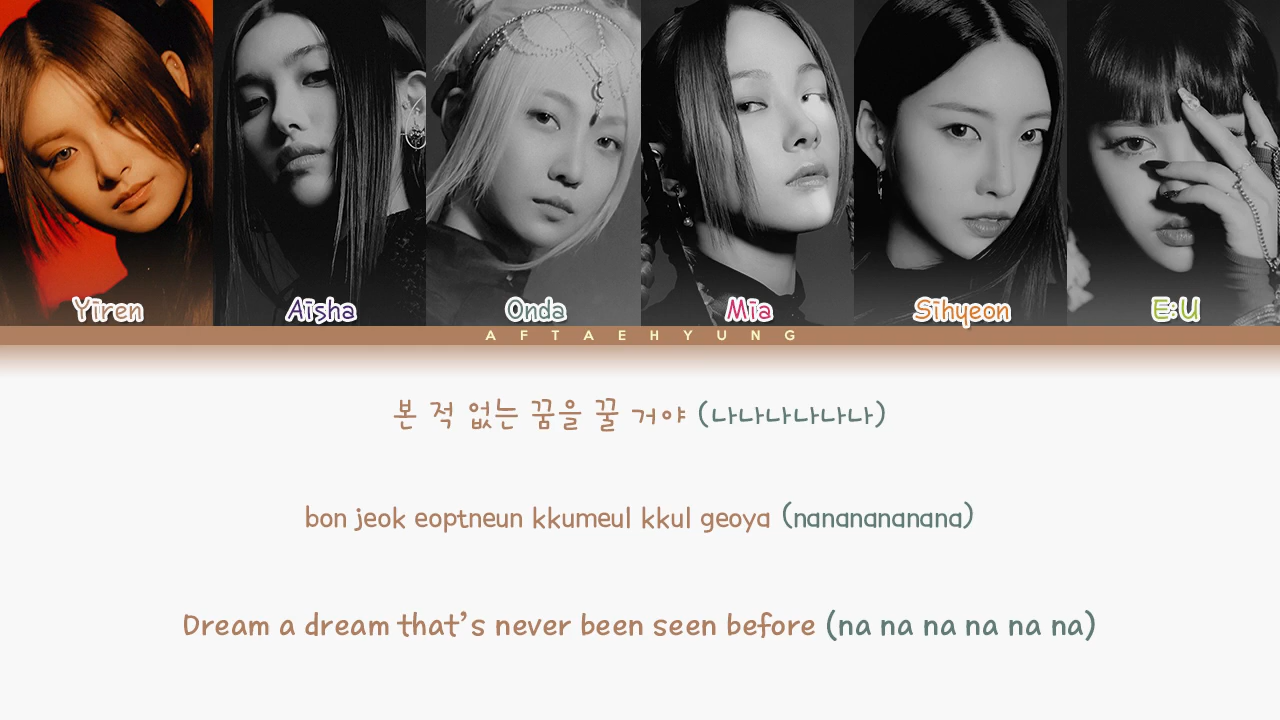 Yiren Aisha Onda Mia Sihyeon E:U
AFTAEHYUNG
본 적 없는 꿈을 꿀 거야 (나나나나나나)
bon jeok eoptneun kkumeul kkul geoya (nanananana​na)
Dream a dream that's never been seen before (na na na na na na)